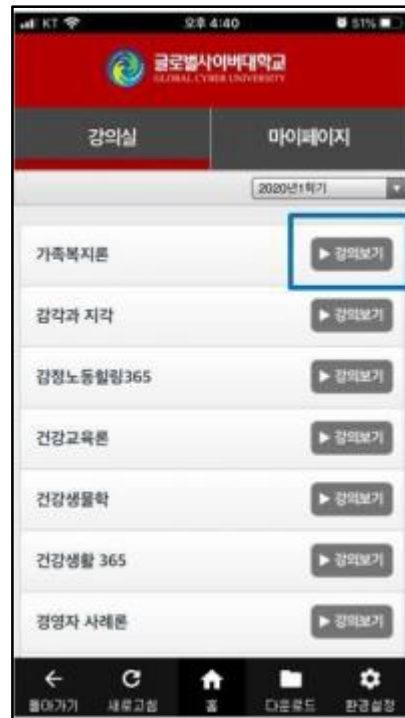 KT 오후 4:40 51%
글로벌사이버대학교
GLOBAL CYBER UNIVERSITY
강의실 마이페이지
2020년1학기
가족복지론 ▶ 강의보기
감각과 지각 ▶ 강의보기
감정노동힐링365 ▶ 강의보기
건강교육론 ▶ 강의보기
건강생물학 ▶ 강의보기
건강생활 365 ▶ 강의보기
경영자 사례론 ▶ 강의보기
돌아가기 새로고침 홈 다운로드 환경설정